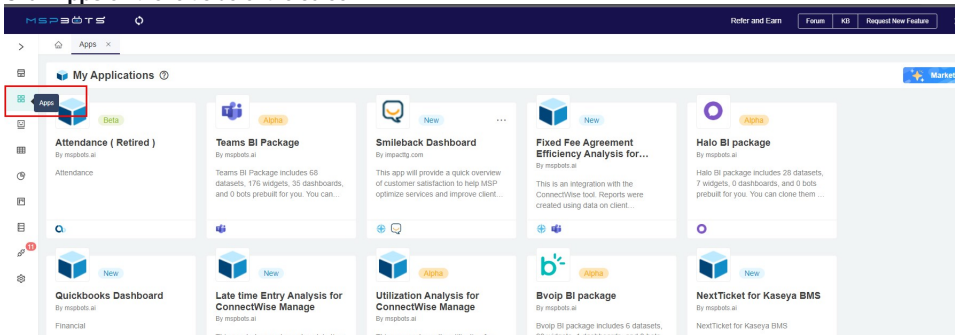 MSPBOTS
Refer and Earn
Forum
KB
Request New Feature
Apps ×
My Applications
Market
Apps
11
Beta
Attendance ( Retired )
By mspbots.ai
Attendance
Alpha
Teams BI Package
By mspbots.ai
Teams BI Package includes 68
datasets, 176 widgets, 35 dashboards,
and 0 bots prebuilt for you. You can…
New
Smileback Dashboard
By impactg.com
This app will provide a quick overview
of customer satisfaction to help MSP
optimize services and improve client…
New
Fixed Fee Agreement
Efficiency Analysis for…
By mspbots.ai
This is an integration with the
ConnectWise tool. Reports were
created using data on client…
Alpha
Halo BI package
By mspbots.ai
Halo BI package includes 28 datasets,
7 widgets, 0 dashboards, and 0 bots
prebuilt for you. You can clone them …
New
Quickbooks Dashboard
By mspbots.ai
Financial
New
Late time Entry Analysis for
ConnectWise Manage
By mspbots.ai
Alpha
Utilization Analysis for
ConnectWise Manage
By mspbots.ai
Alpha
Bvoip BI package
By mspbots.ai
Bvoip BI package includes 6 datasets,
New
NextTicket for Kaseya BMS
By mspbots.ai
NextTicket for Kaseya BMS